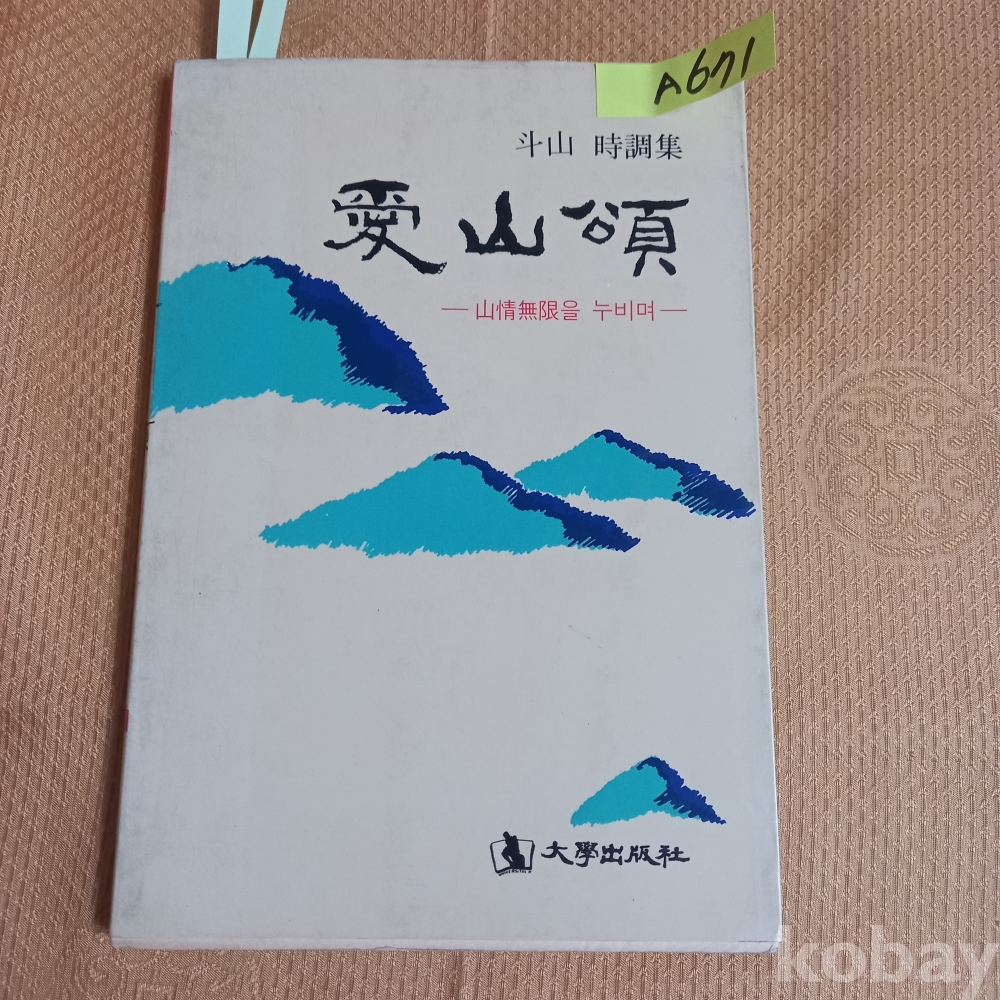 A671
斗山 時調集
愛山頌
—山情無限을 누비며—
大學出版社
kobay